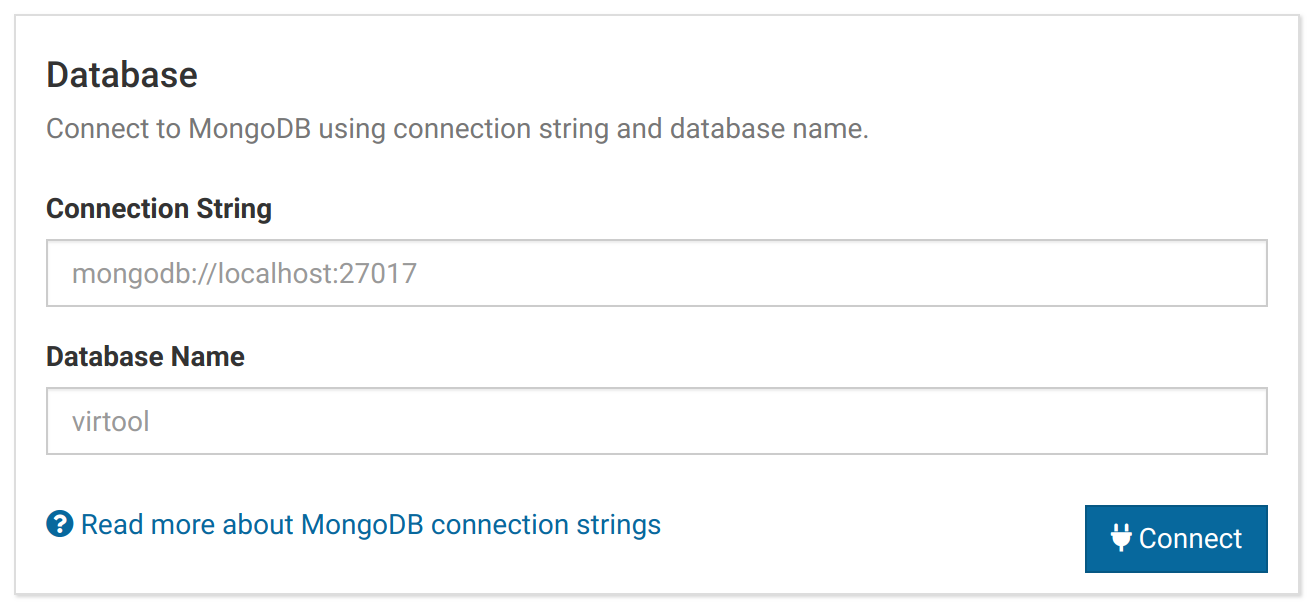 Database
Connect to MongoDB using connection string and database name.
Connection String
mongodb://localhost:27017
Database Name
virtool
Read more about MongoDB connection strings
Connect